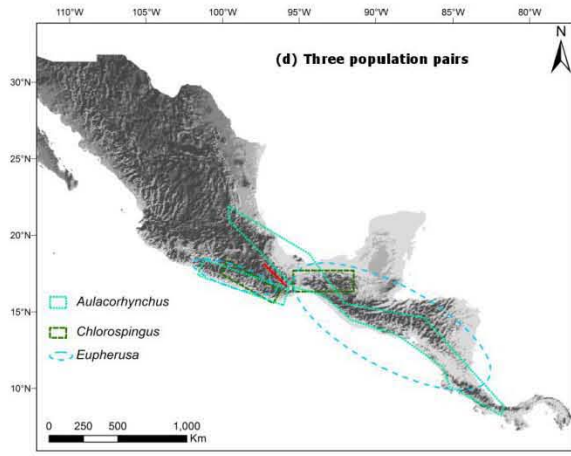 110°W 105°W 100°W 95°W 90°W 85°W 80°W
(d) Three population pairs
N
30°N
25°N
20°N
15°N
10°N
Aulacorhynchus
Chlorospingus
Eupherusa
0 250 500 1,000
Km